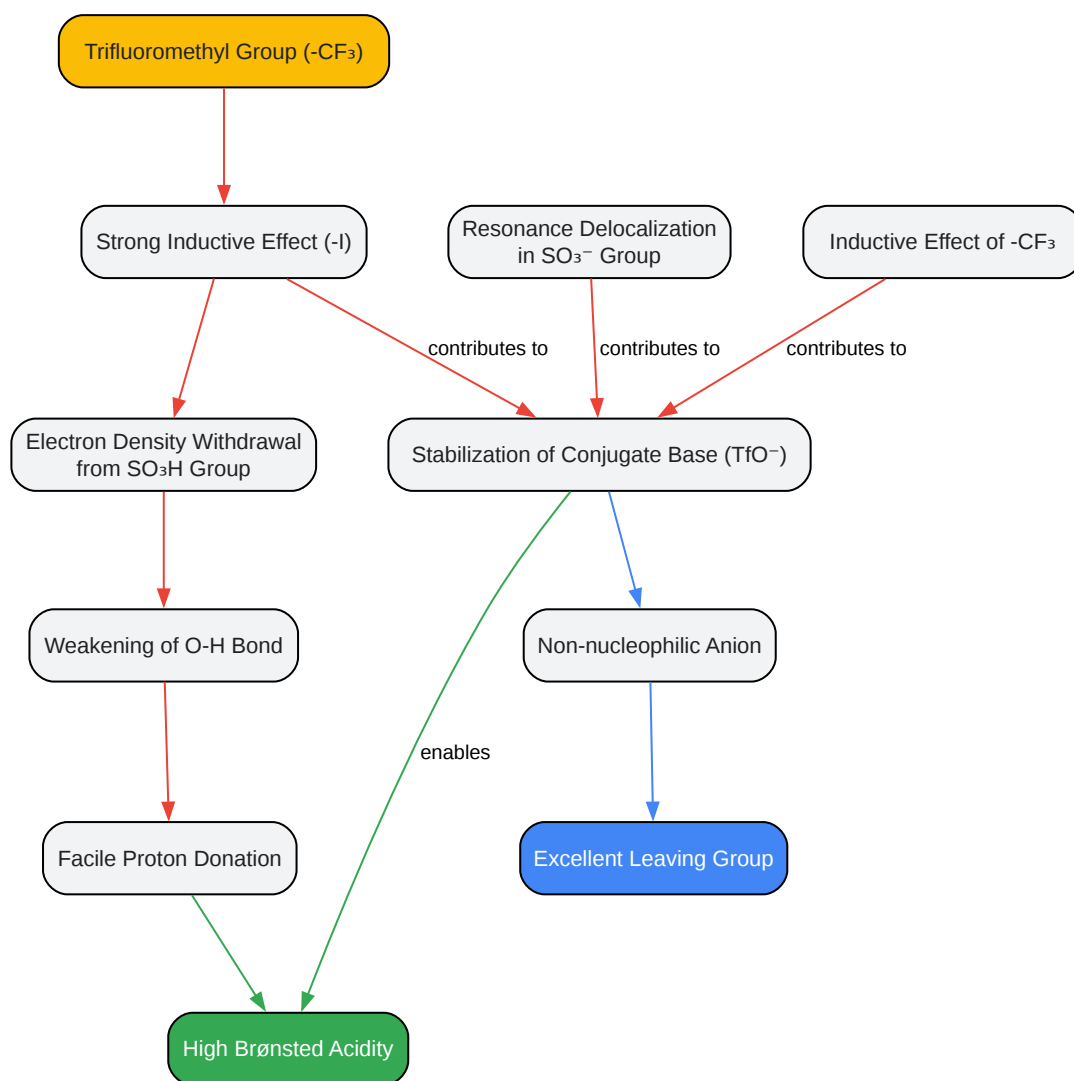 Trifluoromethyl Group (-CF₃)
Strong Inductive Effect (-I)
Resonance Delocalization
in SO₃⁻ Group
Inductive Effect of -CF₃
contributes to
contributes to
contributes to
Electron Density Withdrawal
from SO₃H Group
Stabilization of Conjugate Base (TfO⁻)
Weakening of O-H Bond
Non-nucleophilic Anion
enables
Facile Proton Donation
Excellent Leaving Group
High Brønsted Acidity